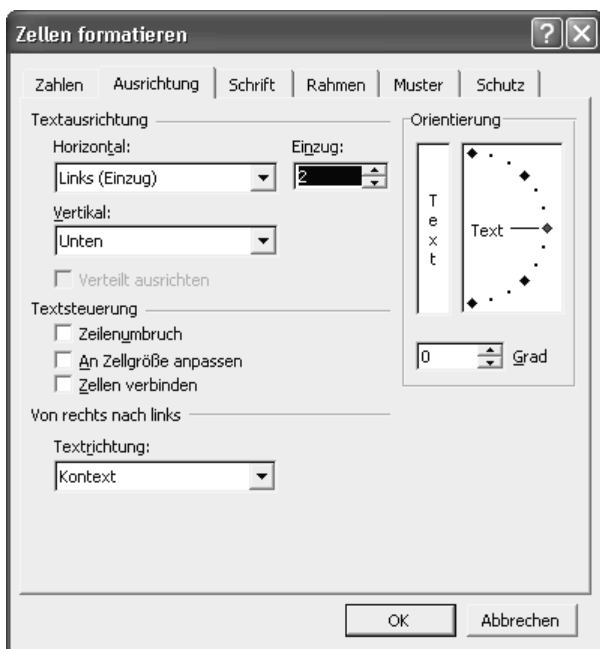 Zellen formatieren
Zahlen Ausrichtung Schrift Rahmen Muster Schutz
Textausrichtung
Horizontal: Einzug:
Links (Einzug) 2
Vertikal:
Unten
Verteilt ausrichten
Textsteuerung
Zeilenumbruch
An Zellgröße anpassen
Zellen verbinden
Von rechts nach links
Textrichtung:
Kontext
Orientierung
Text
Text
0 Grad
OK Abbrechen